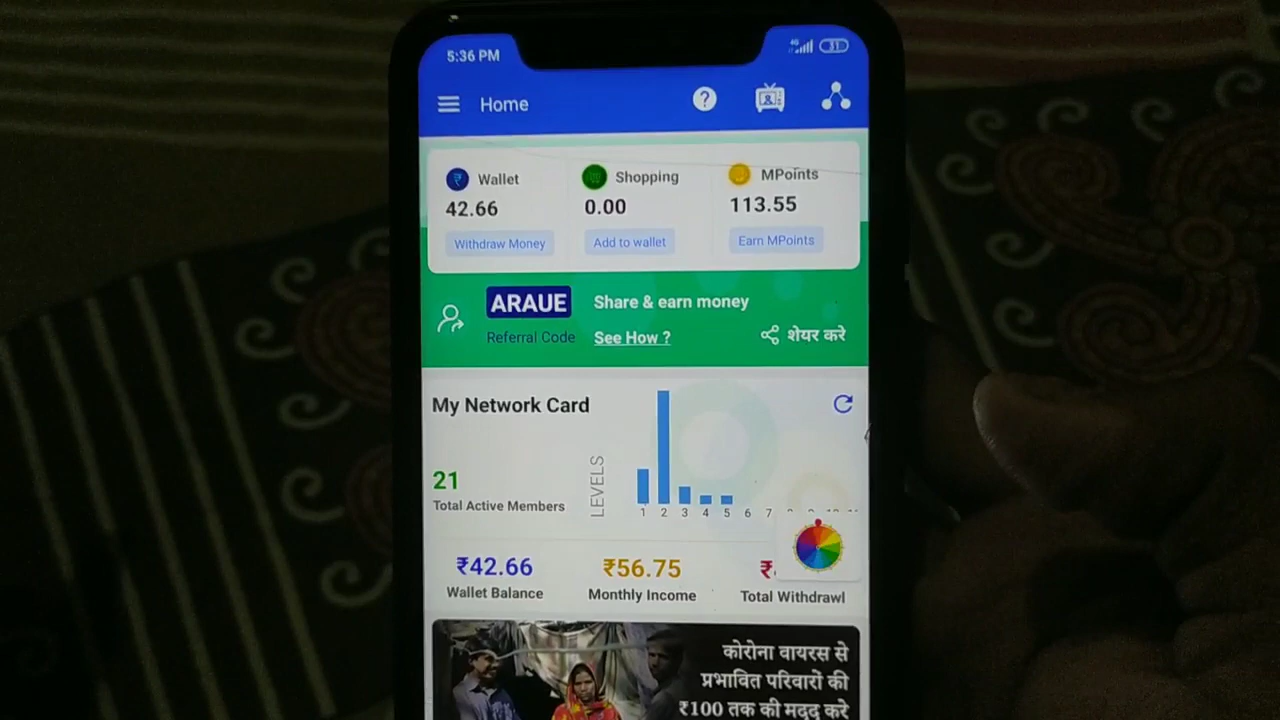 5:36 PM
4G
31
Home
?
Wallet
Shopping
MPoints
42.66
0.00
113.55
Withdraw Money
Add to wallet
Earn MPoints
ARAUE
Share & earn money
Referral Code
See How ?
शेयर करे
My Network Card
21
Total Active Members
LEVELS
1 2 3 4 5 6 7
₹42.66
₹56.75
₹
Wallet Balance
Monthly Income
Total Withdrawl
कोरोना वायरस से
प्रभावित परिवारों की
₹100 तक की मदद करे